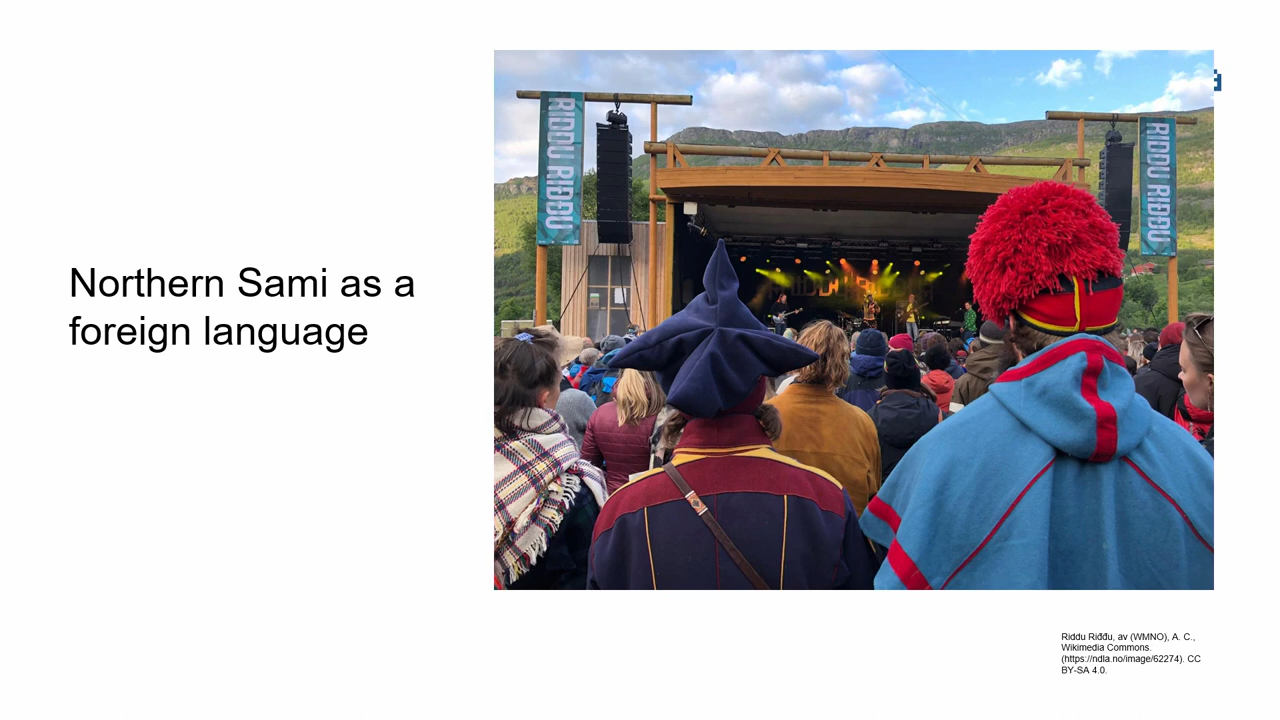 Northern Sami as a
foreign language
RIDDU RIĐĐU
RIDDU RIĐĐU
Riddu Riđđu, av (WMNO), A. C.,
Wikimedia Commons.
(https://ndla.no/image/62274). CC
BY-SA 4.0.